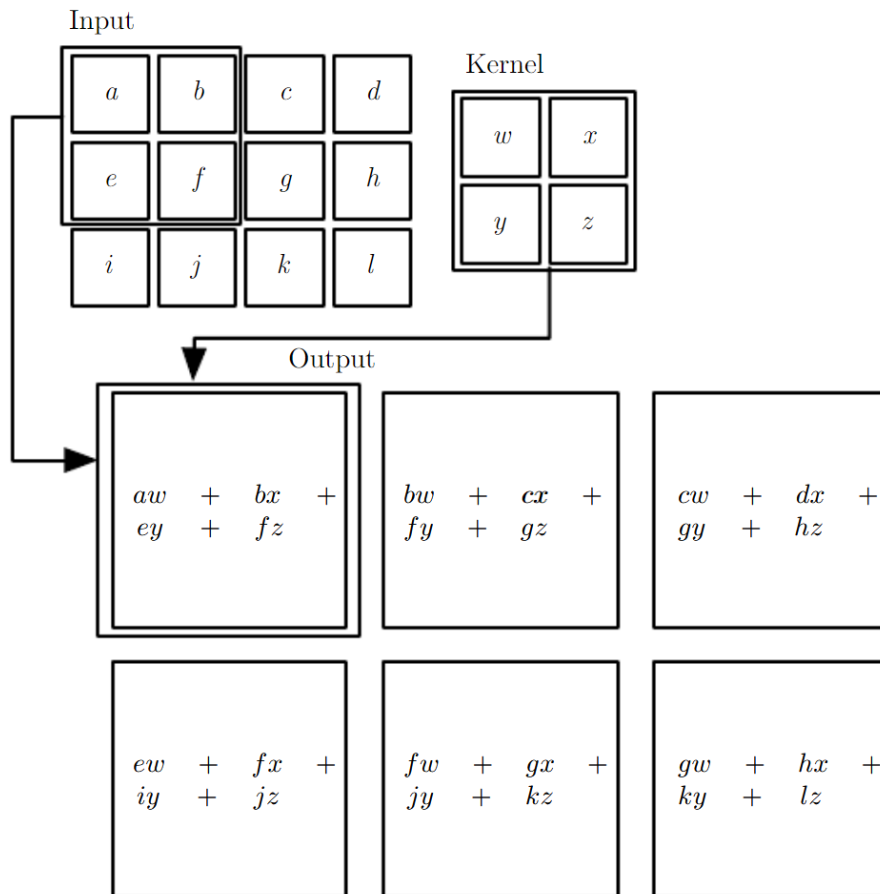 Input
a b c d
e f g h
i j k l
Kernel
w x
y z
Output
aw + bx +
ey + fz
bw + cx +
fy + gz
cw + dx +
gy + hz
ew + fx +
iy + jz
fw + gx +
jy + kz
gw + hx +
ky + lz